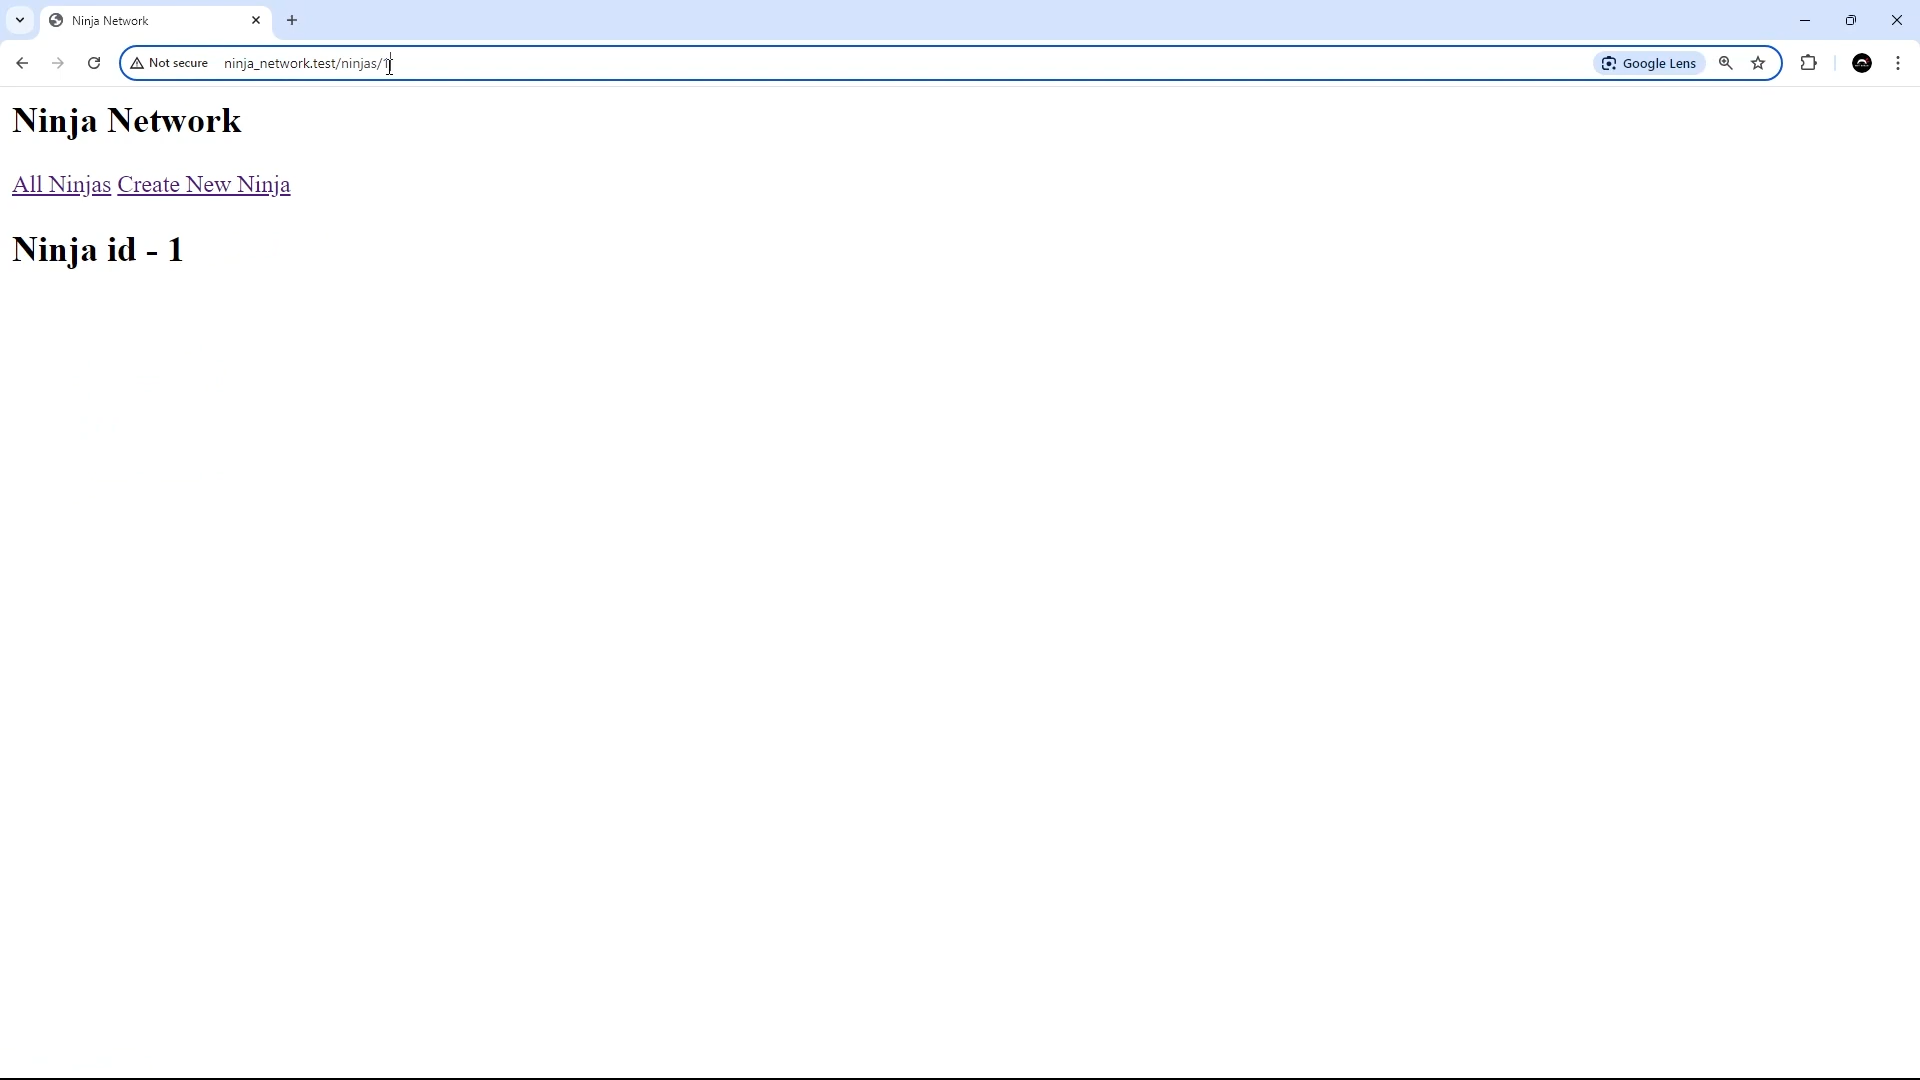 Ninja Network
Not secure
ninja_network.test/ninjas/1
Google Lens
Ninja Network
All Ninjas Create New Ninja
Ninja id - 1